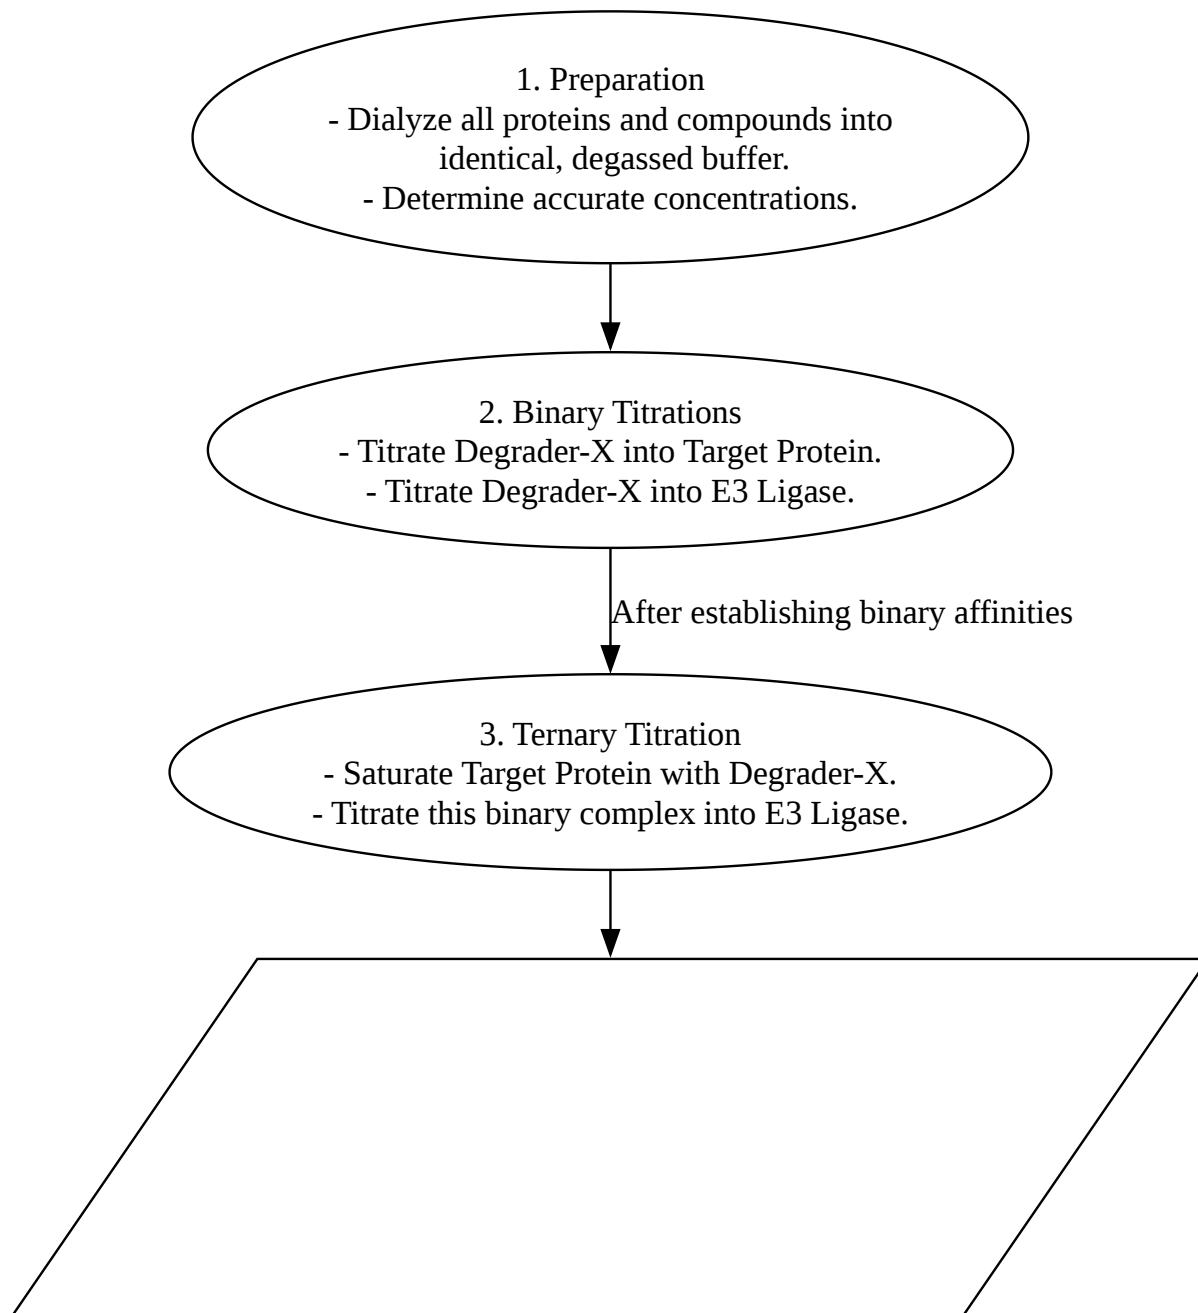 1. Preparation
- Dialyze all proteins and compounds into
identical, degassed buffer.
- Determine accurate concentrations.
2. Binary Titrations
- Titrate Degrader-X into Target Protein.
- Titrate Degrader-X into E3 Ligase.
After establishing binary affinities
3. Ternary Titration
- Saturate Target Protein with Degrader-X.
- Titrate this binary complex into E3 Ligase.